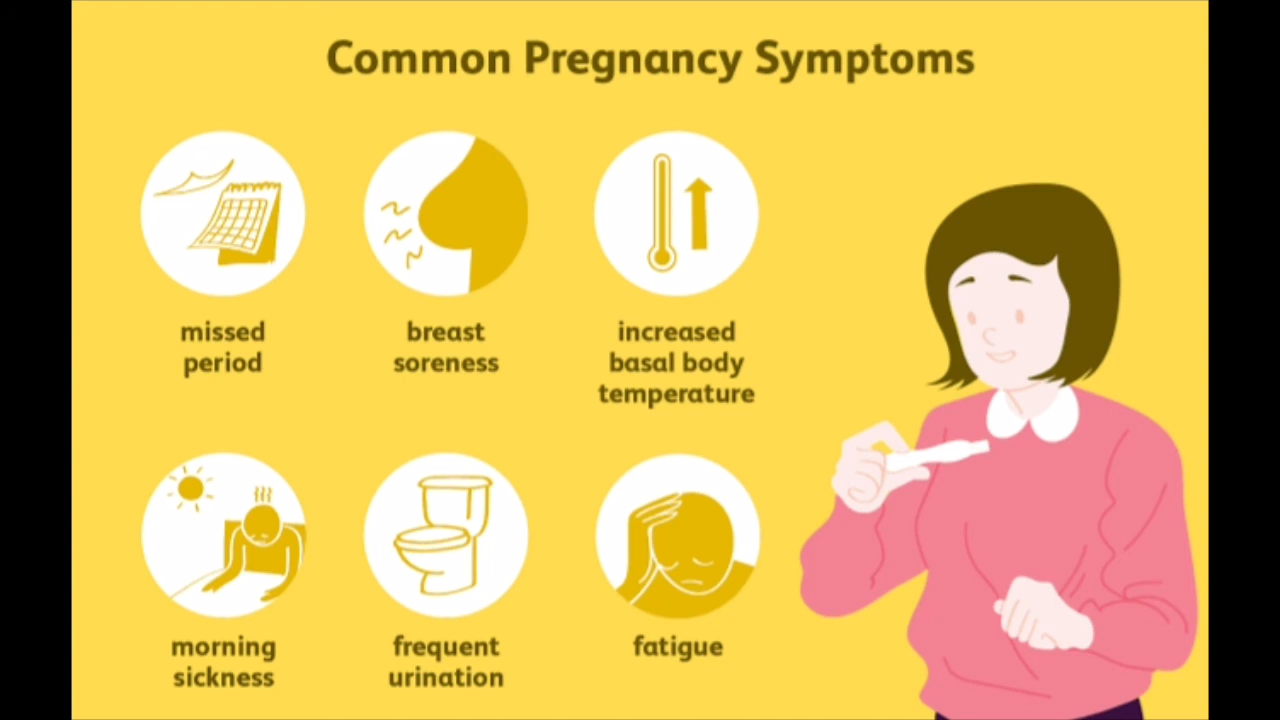 Common Pregnancy Symptoms
missed
period
breast
soreness
increased
basal body
temperature
morning
sickness
frequent
urination
fatigue